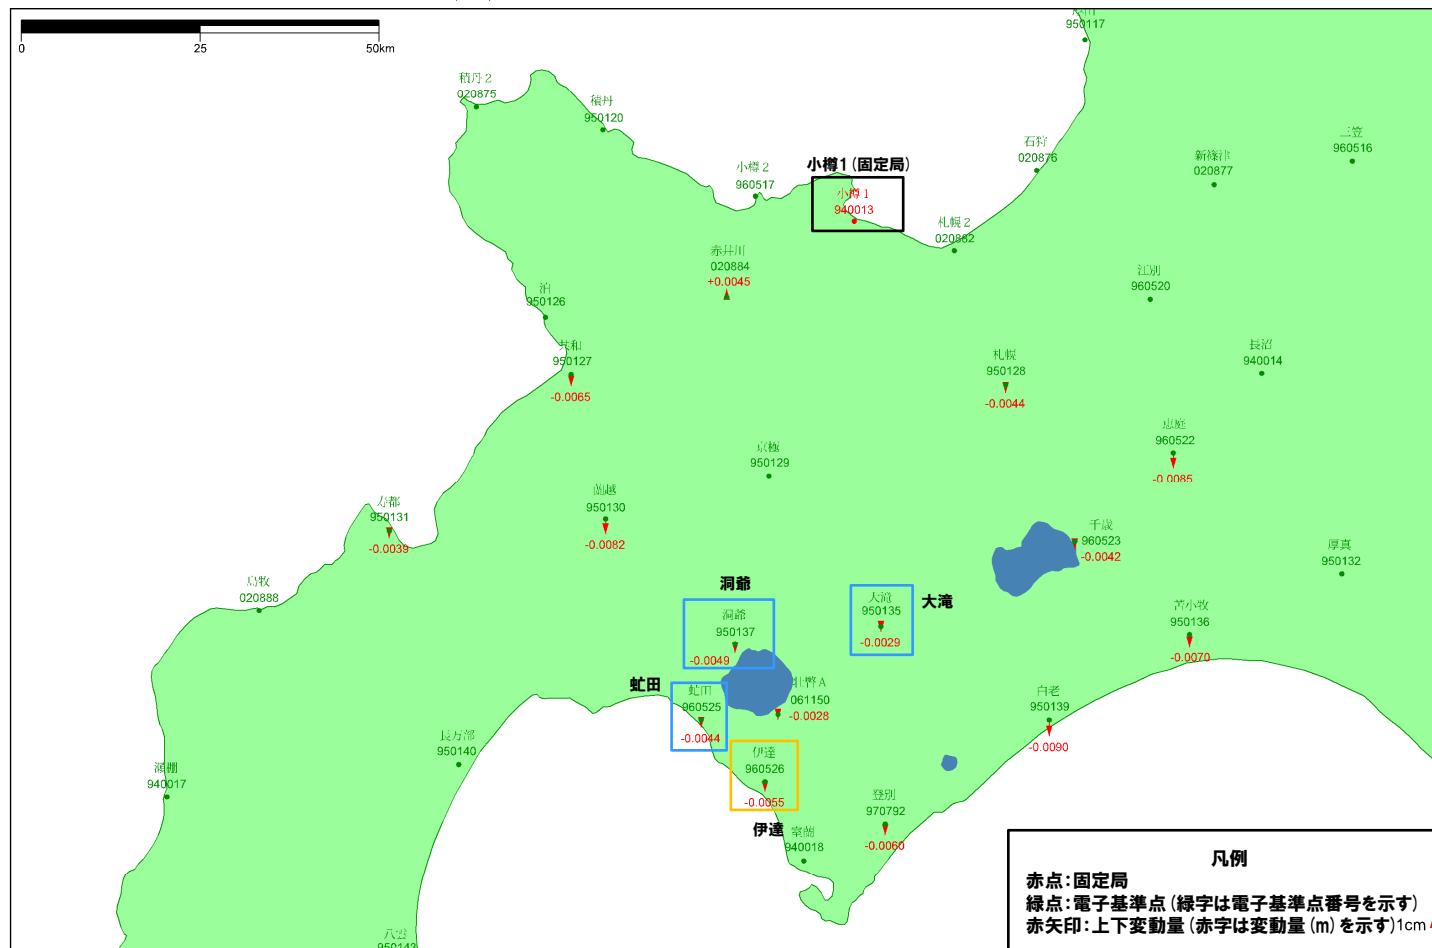 0
25
50km
950117
積丹２
020875
積丹
950120
小樽２
960517
小樽1（固定局）
小樽１
940013
石狩
020876
新篠津
020877
三笠
960516
札幌２
020882
赤井川
020884
+0.0045
江別
960520
泊
950126
共和
950127
-0.0065
札幌
950128
-0.0044
長沼
940014
恵庭
960522
-0.0085
京極
950129
蘭越
950130
-0.0082
寿都
950131
-0.0039
千歳
960523
-0.0042
厚真
950132
島牧
020888
洞爺
洞爺
950137
-0.0049
大滝
950135
-0.0029
大滝
苫小牧
950136
-0.0070
虻田
虻田
960525
-0.0044
壮瞥Ａ
061150
-0.0028
白老
950139
-0.0090
長万部
950140
瀬棚
940017
伊達
960526
-0.0055
伊達
登別
970792
-0.0060
室蘭
940018
八雲
950143
凡例
赤点：固定局
緑点：電子基準点（緑字は電子基準点番号を示す）
赤矢印：上下変動量（赤字は変動量（m）を示す）1cm